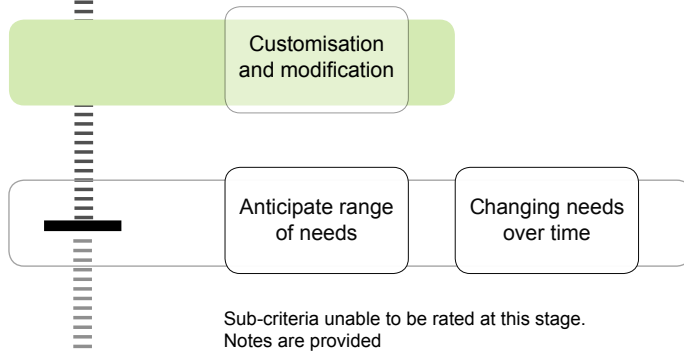 Customisation
and modification
Anticipate range
of needs
Changing needs
over time
Sub-criteria unable to be rated at this stage.
Notes are provided